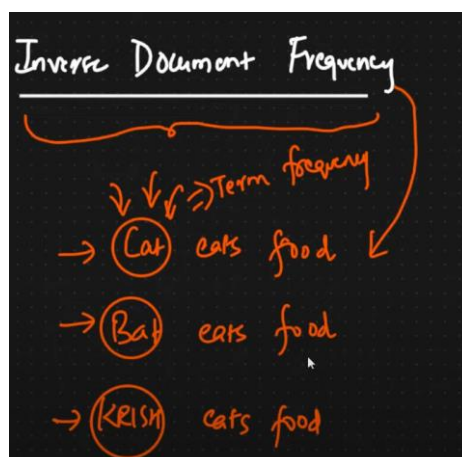 Inverse Document Frequency
=> Term frequency
→ Cat eats food
→ Bat eats food
→ KRISH eats food